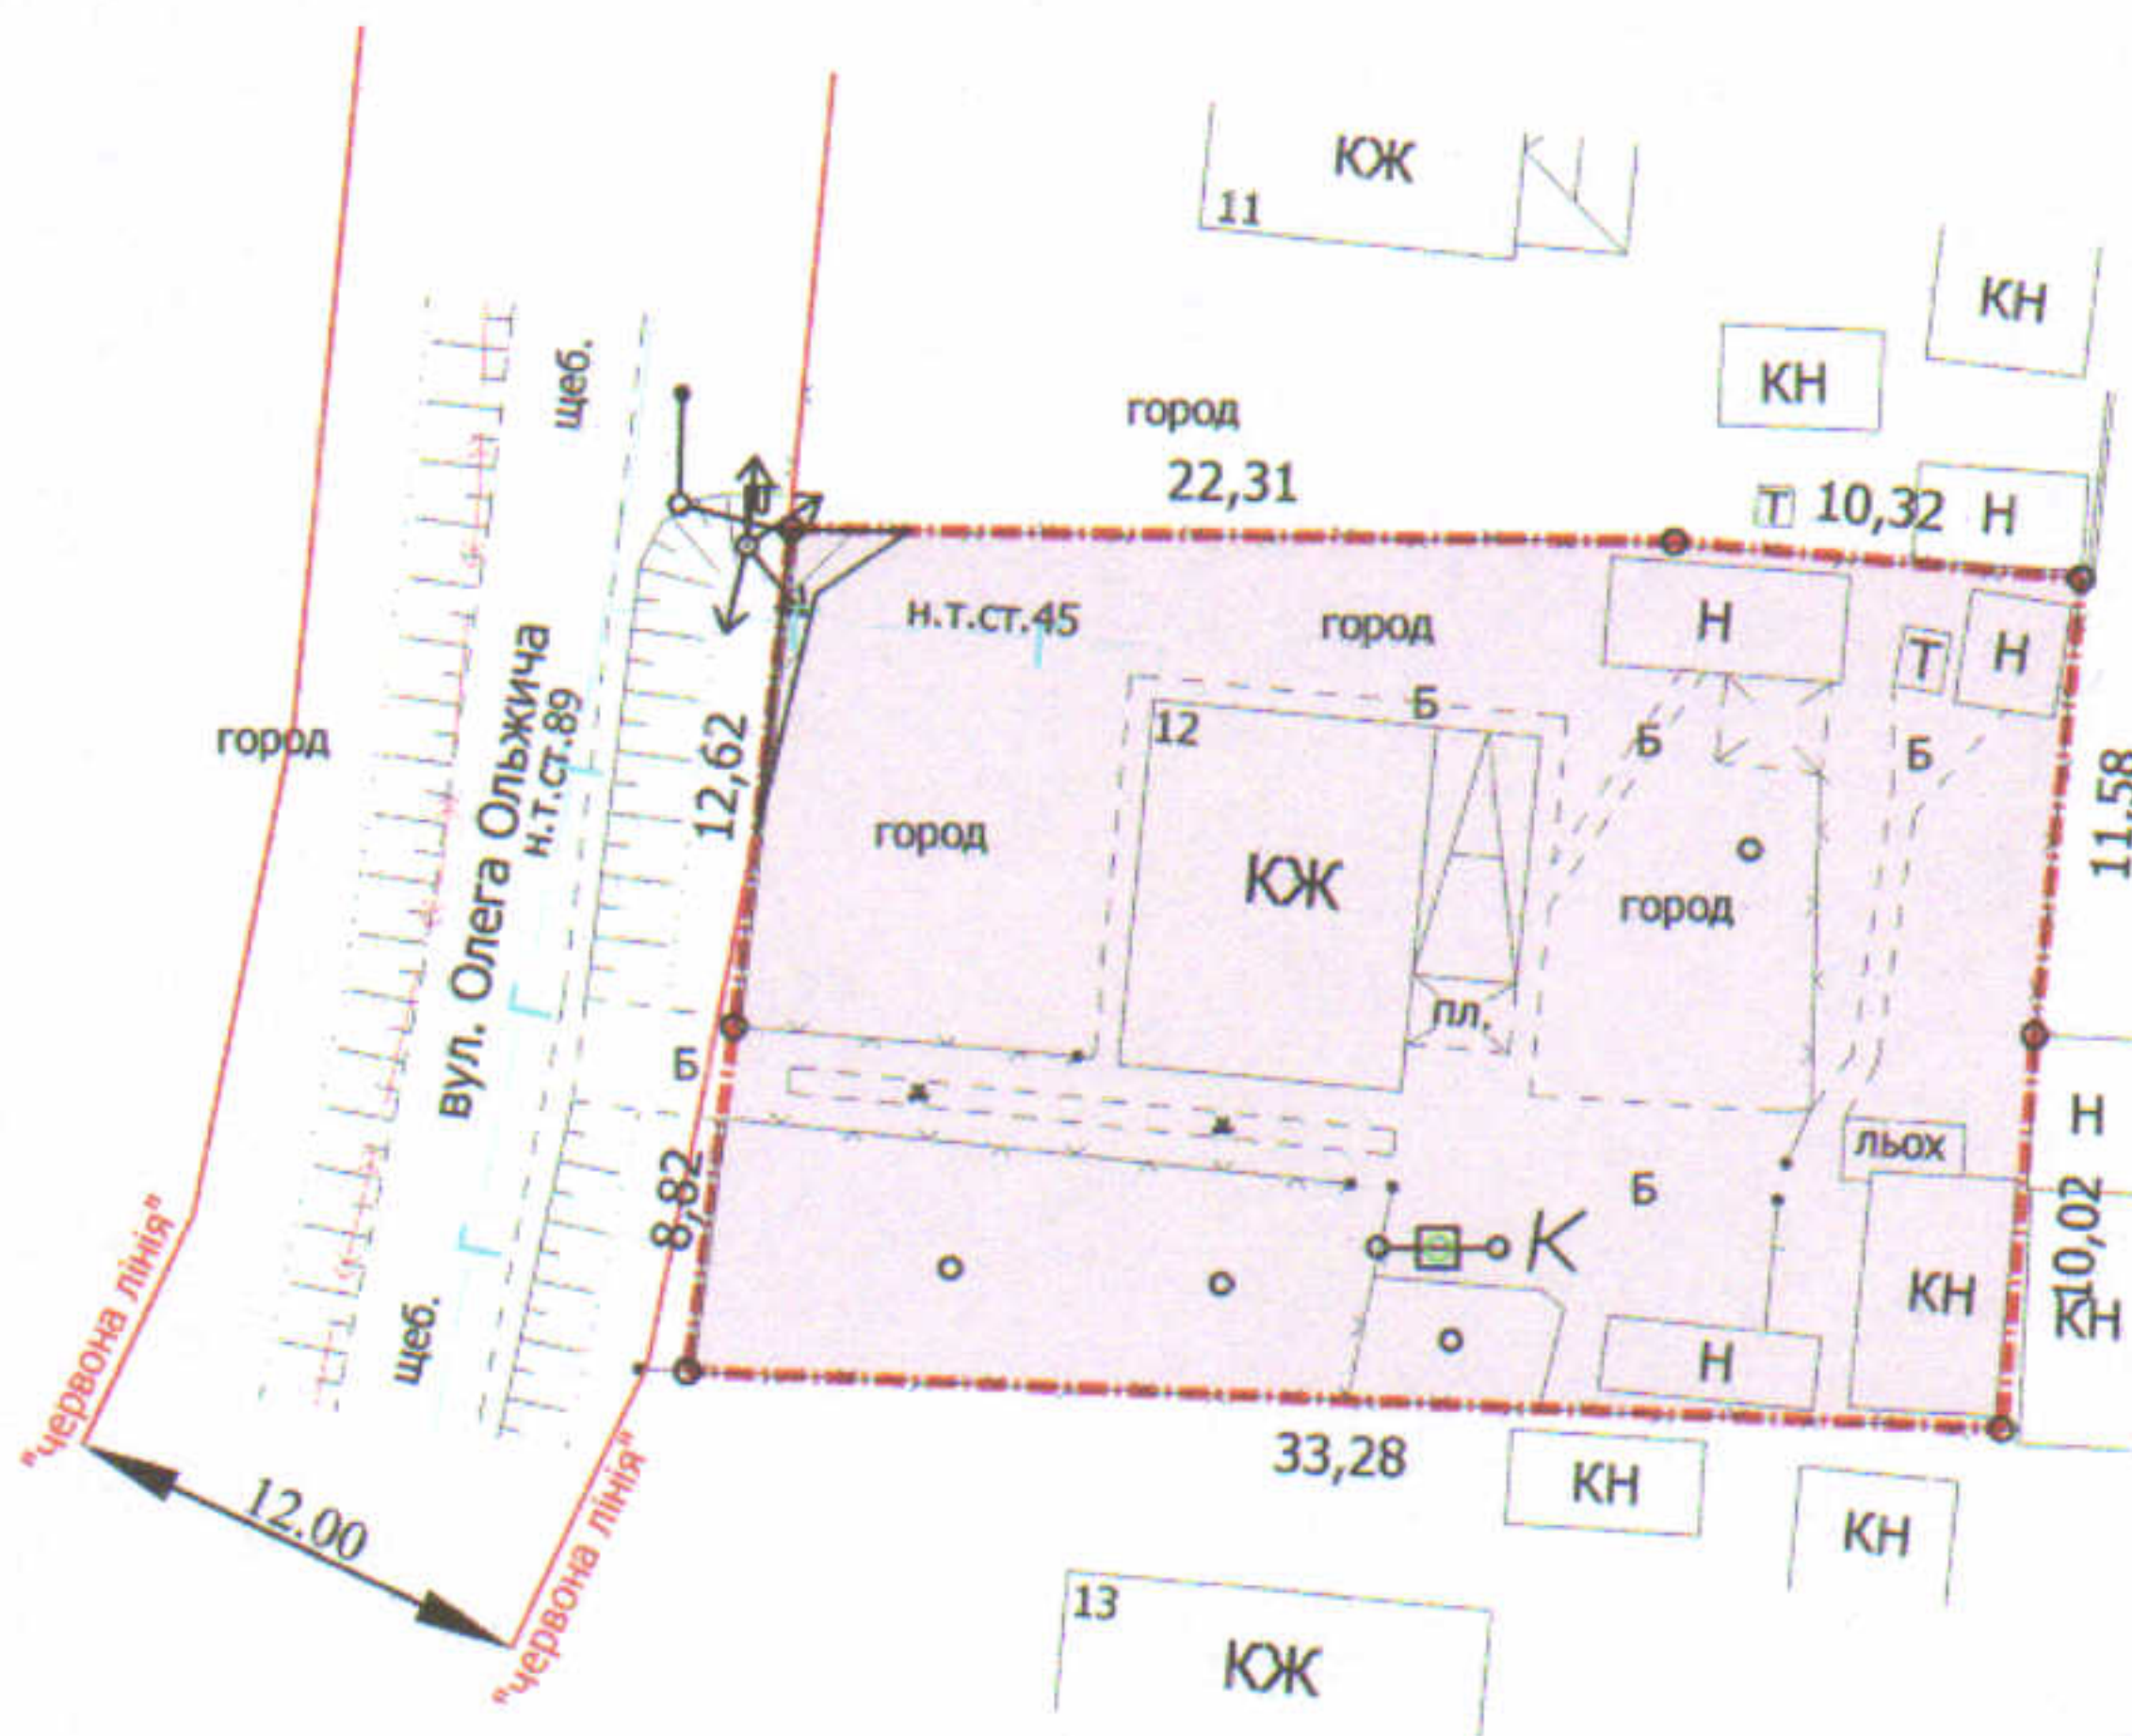 КЖ
11
КН
КН
город
22,31
Т
10,32
Н
щеб.
н.т.ст.45
город
Н
Т
Н
12
Б
Б
Б
город
вул. Олега Ольжича
н.т.ст.89
12,62
город
КЖ
город
11,58
пл.
Б
Н
льох
8,82
Б
К
10,02
КН
КН
щеб.
Н
"червона лінія"
33,28
КН
КН
12.00
"червона лінія"
13
КЖ